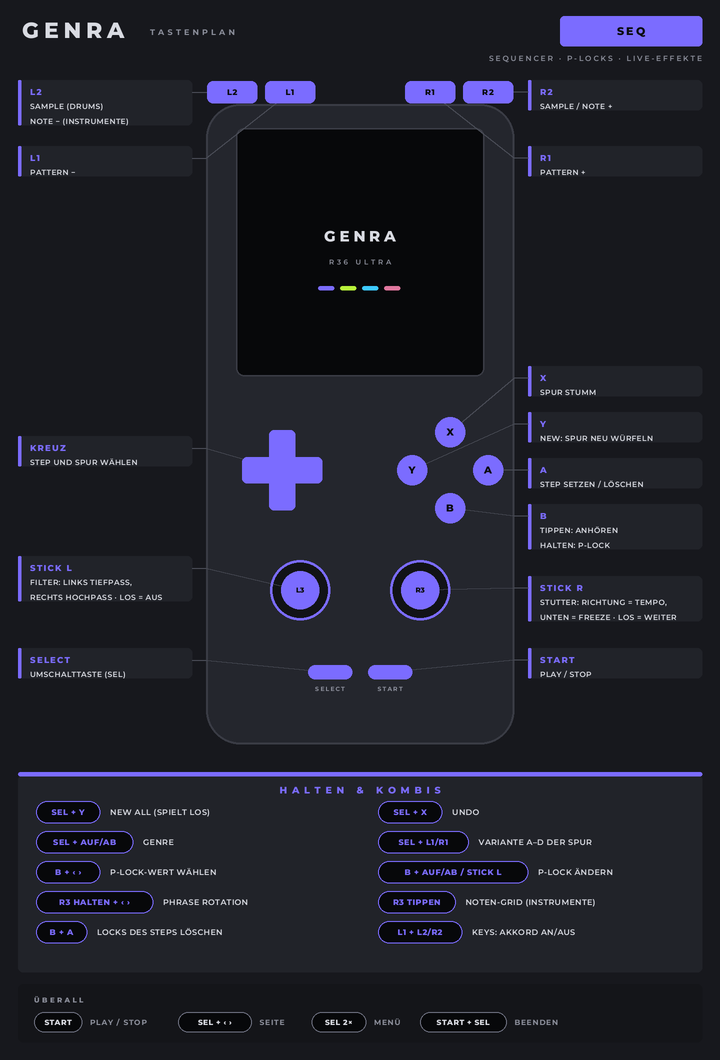 GENRA TASTENPLAN
SEQ
SEQUENCER · P-LOCKS · LIVE-EFFEKTE
L2
SAMPLE (DRUMS)
NOTE – (INSTRUMENTE)
L2
L1
R1
R2
R2
SAMPLE / NOTE +
L1
PATTERN –
R1
PATTERN +
GENRA
R36 ULTRA
X
SPUR STUMM
Y
NEW: SPUR NEU WÜRFELN
KREUZ
STEP UND SPUR WÄHLEN
X
Y
A
B
A
STEP SETZEN / LÖSCHEN
B
TIPPEN: ANHÖREN
HALTEN: P-LOCK
STICK L
FILTER: LINKS TIEFPASS,
RECHTS HOCHPASS · LOS = AUS
L3
R3
STICK R
STUTTER: RICHTUNG = TEMPO,
UNTEN = FREEZE · LOS = WEITER
SELECT
UMSCHALTTASTE (SEL)
SELECT
START
START
PLAY / STOP
HALTEN & KOMBIS
SEL + Y NEW ALL (SPIELT LOS)
SEL + X UNDO
SEL + AUF/AB GENRE
SEL + L1/R1 VARIANTE A–D DER SPUR
B + ‹ › P-LOCK-WERT WÄHLEN
B + AUF/AB / STICK L P-LOCK ÄNDERN
R3 HALTEN + ‹ › PHRASE ROTATION
R3 TIPPEN NOTEN-GRID (INSTRUMENTE)
B + A LOCKS DES STEPS LÖSCHEN
L1 + L2/R2 KEYS: AKKORD AN/AUS
ÜBERALL
START PLAY / STOP SEL + ‹ › SEITE SEL 2× MENÜ START + SEL BEENDEN